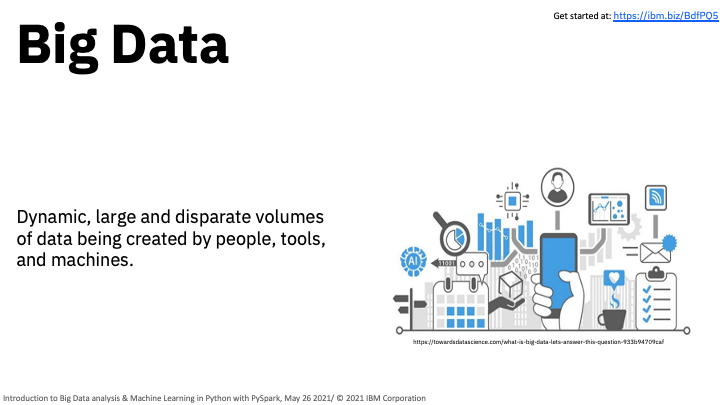 Get started at: https://ibm.biz/BdfPQ5
Big Data
Dynamic, large and disparate volumes
of data being created by people, tools,
and machines.
AI
https://towardsdatascience.com/what-is-big-data-lets-answer-this-question-933b94709caf
Introduction to Big Data analysis & Machine Learning in Python with PySpark, May 26 2021/ © 2021 IBM Corporation